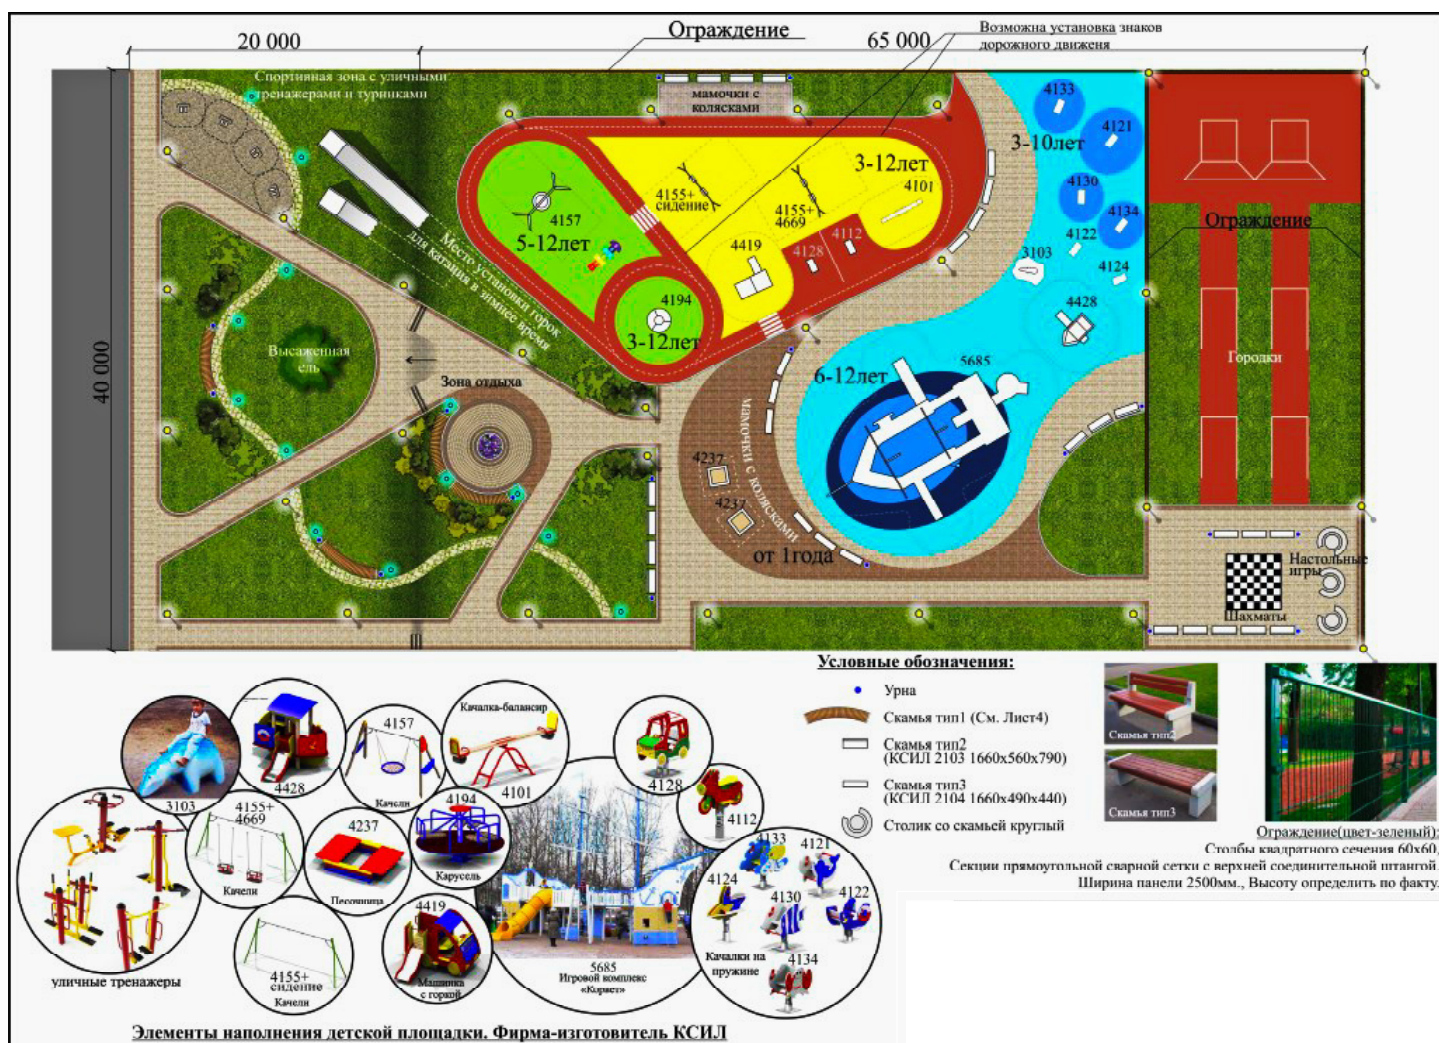 20 000
Ограждение
65 000
Возможна установка знаков
дорожного движеня
Спортивная зона с уличными
тренажерами и турниками
мамочки с
колясками
4133
4121
3-10лет
3-12лет
4101
4155+
сидение
4155+
4669
4130
4134
4157
5-12лет
4419
4128
4112
4122
Ограждение
3103
4124
Место установки горок
для катания в зимнее время
4194
3-12лет
4428
40 000
Высаженная
ель
Зона отдыха
6-12лет
5685
Городки
мамочки с колясками
4237
4237
от 1года
Настольные
игры
Шахматы
Условные обозначения:
Урна
Скамья тип1 (См. Лист4)
Скамья тип2
(КСИЛ 2103 1660х560х790)
Скамья тип3
(КСИЛ 2104 1660х490х440)
Столик со скамьей круглый
Скамья тип2
Скамья тип3
Ограждение(цвет-зеленый):
Столбы квадратного сечения 60х60,
Секции прямоугольной сварной сетки с верхней соединительной штангой.
Ширина панели 2500мм., Высоту определить по факту.
3103
4428
4157
Качели
Качалка-балансир
4101
4128
4112
4155+
4669
Качели
4237
Песочница
4194
Карусель
4133
4121
4124
4130
4122
4134
Качалки на
пружине
уличные тренажеры
4155+
сидение
Качели
4419
Машинка
с горкой
5685
Игровой комплекс
«Корвет»
Элементы наполнения детской площадки. Фирма-изготовитель КСИЛ